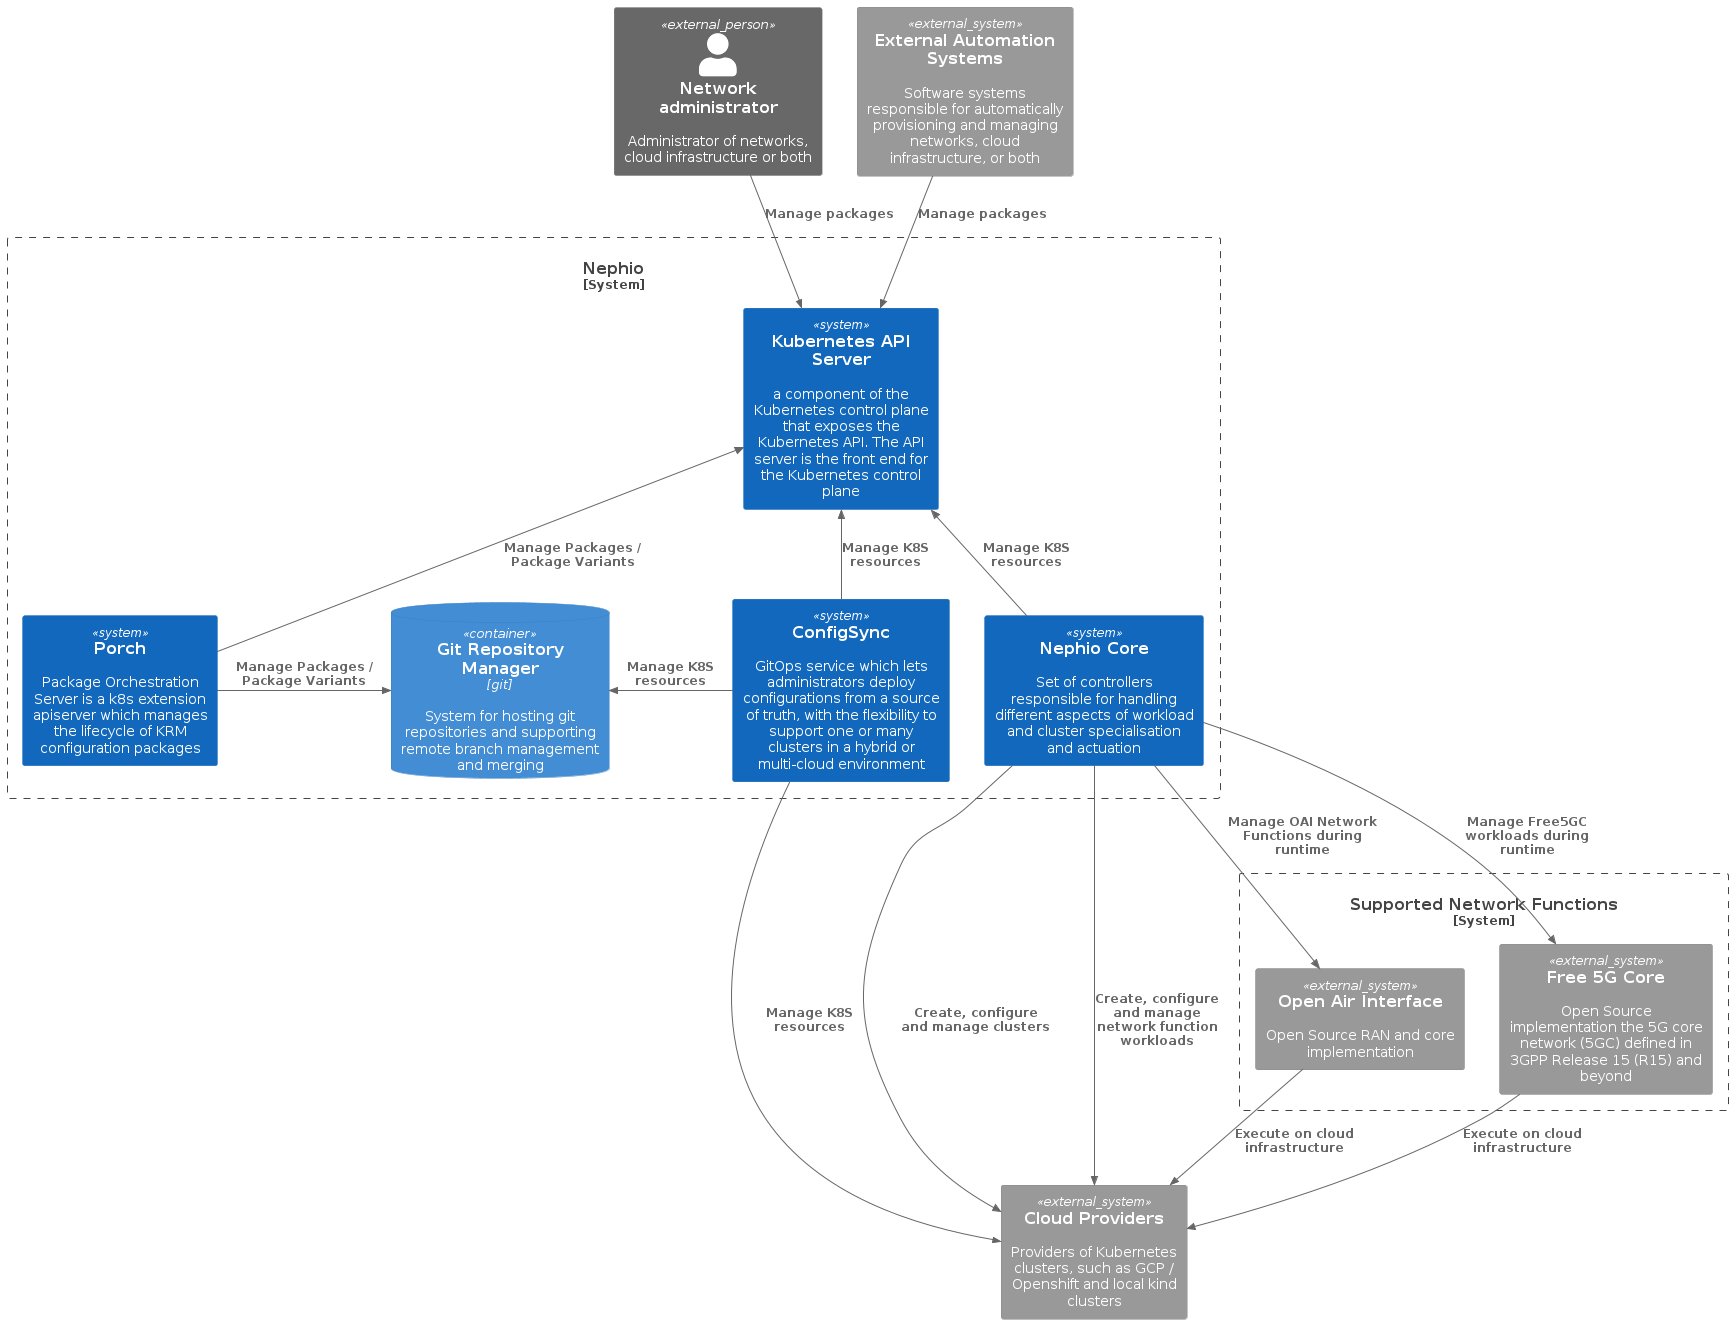 «external_person»
Network
administrator
Administrator of networks,
cloud infrastructure or both
«external_system»
External Automation
Systems
Software systems
responsible for automatically
provisioning and managing
networks, cloud
infrastructure, or both
Manage packages
Manage packages
Nephio
[System]
«system»
Kubernetes API
Server
a component of the
Kubernetes control plane
that exposes the
Kubernetes API. The API
server is the front end for
the Kubernetes control
plane
Manage Packages /
Package Variants
Manage K8S
resources
Manage K8S
resources
«system»
Porch
Package Orchestration
Server is a k8s extension
apiserver which manages
the lifecycle of KRM
configuration packages
Manage Packages /
Package Variants
«container»
Git Repository
Manager
[git]
System for hosting git
repositories and supporting
remote branch management
and merging
Manage K8S
resources
«system»
ConfigSync
GitOps service which lets
administrators deploy
configurations from a source
of truth, with the flexibility to
support one or many
clusters in a hybrid or
multi-cloud environment
«system»
Nephio Core
Set of controllers
responsible for handling
different aspects of workload
and cluster specialisation
and actuation
Manage OAI Network
Functions during
runtime
Manage Free5GC
workloads during
runtime
Supported Network Functions
[System]
«external_system»
Open Air Interface
Open Source RAN and core
implementation
«external_system»
Free 5G Core
Open Source
implementation the 5G core
network (5GC) defined in
3GPP Release 15 (R15) and
beyond
Manage K8S
resources
Create, configure
and manage clusters
Create, configure
and manage
network function
workloads
Execute on cloud
infrastructure
Execute on cloud
infrastructure
«external_system»
Cloud Providers
Providers of Kubernetes
clusters, such as GCP /
Openshift and local kind
clusters